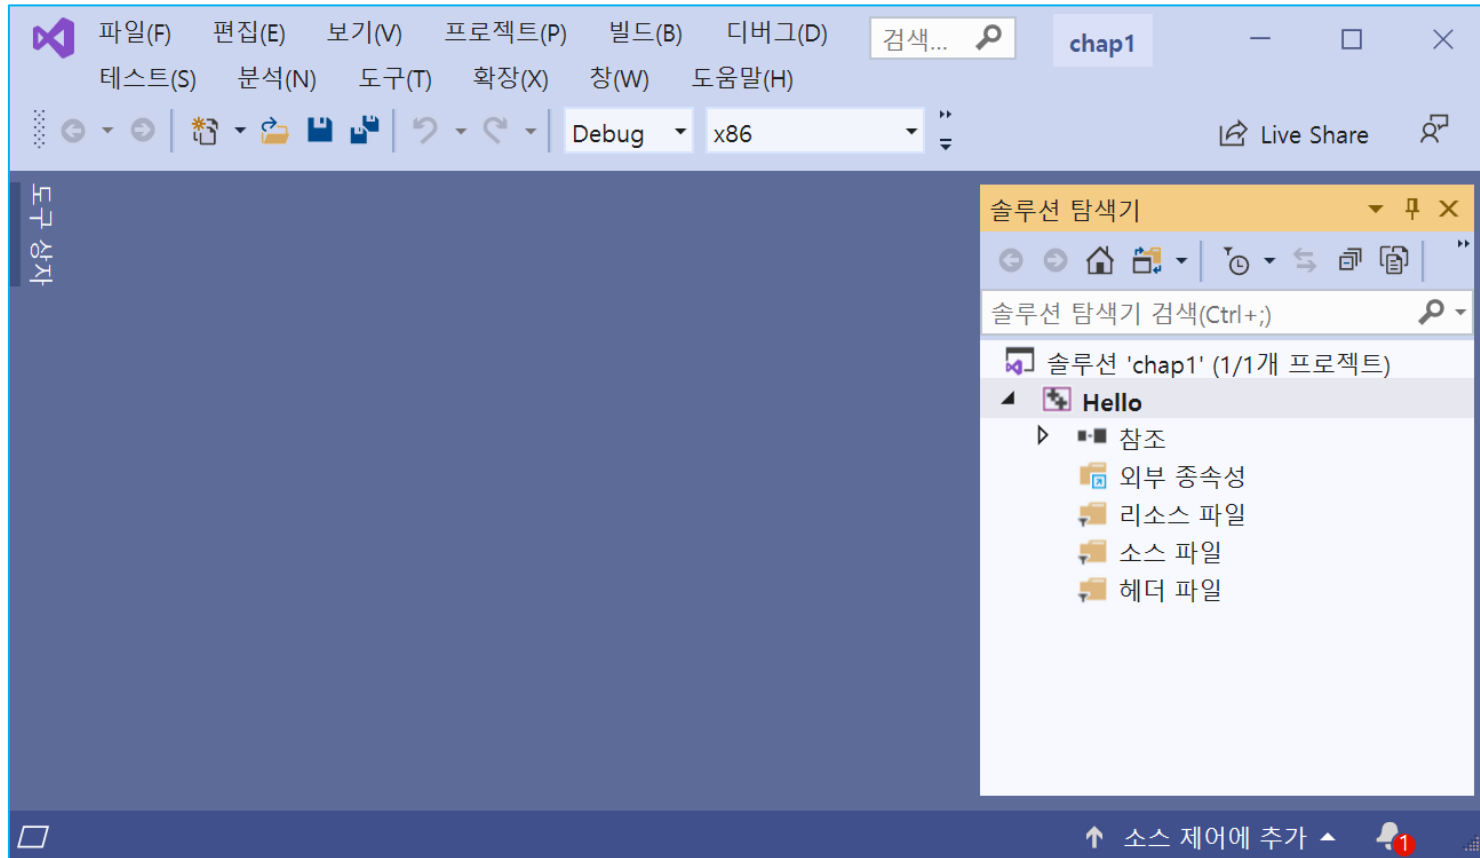 파일(F) 편집(E) 보기(V) 프로젝트(P) 빌드(B) 디버그(D) 검색... chap1
테스트(S) 분석(N) 도구(T) 확장(X) 창(W) 도움말(H)
Debug x86 Live Share
도구 상자
솔루션 탐색기
솔루션 탐색기 검색(Ctrl+;)
솔루션 'chap1' (1/1개 프로젝트)
Hello
참조
외부 종속성
리소스 파일
소스 파일
헤더 파일
소스 제어에 추가 1